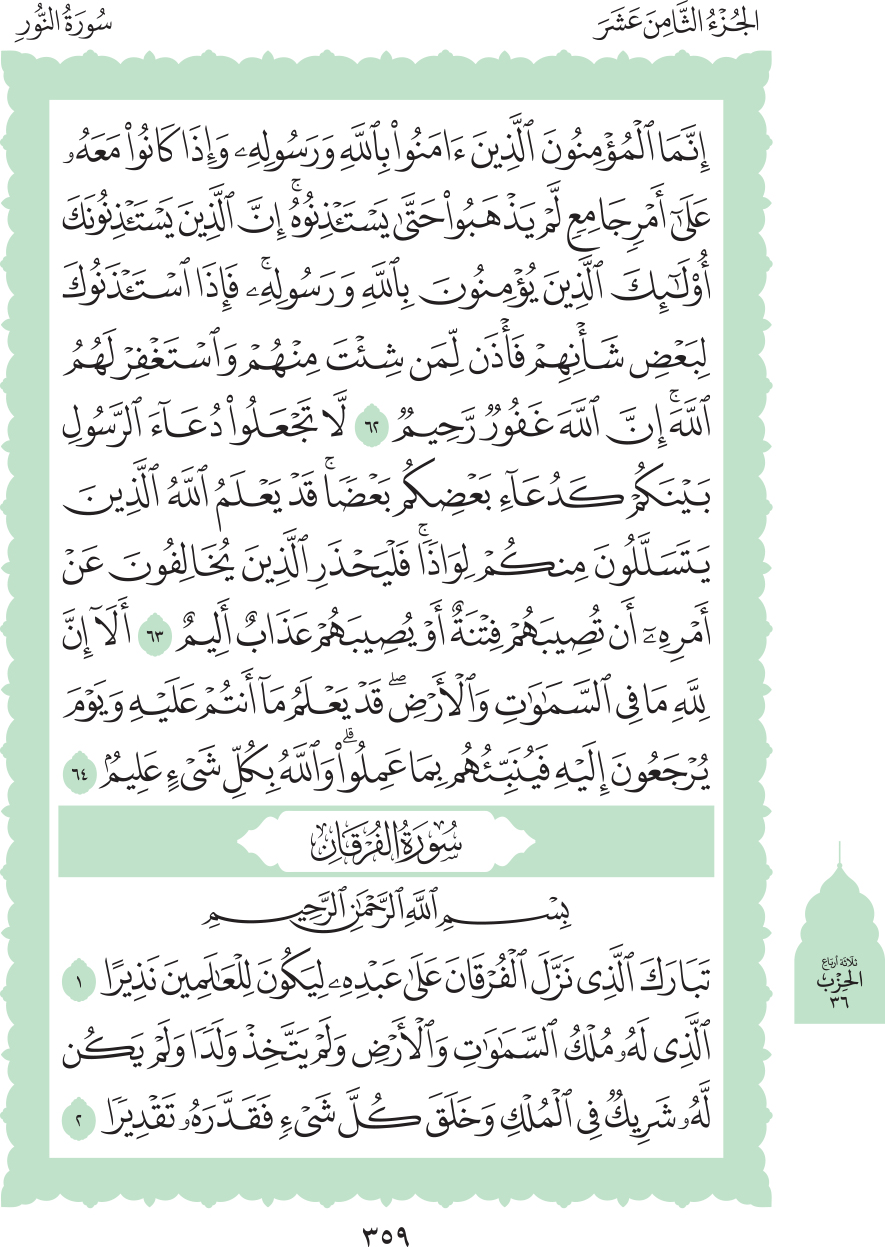 الجُزْءُ الثَّامِنَ عَشَرَ
سُورَةُ النُّورِ
إِنَّمَا ٱلْمُؤْمِنُونَ ٱلَّذِينَ ءَامَنُوا۟ بِٱللَّهِ وَرَسُولِهِۦ وَإِذَا كَانُوا۟ مَعَهُۥ
عَلَىٰٓ أَمْرٍ جَامِعٍ لَّمْ يَذْهَبُوا۟ حَتَّىٰ يَسْتَـْٔذِنُوهُ ۚ إِنَّ ٱلَّذِينَ يَسْتَـْٔذِنُونَكَ
أُو۟لَـٰٓئِكَ ٱلَّذِينَ يُؤْمِنُونَ بِٱللَّهِ وَرَسُولِهِۦ ۚ فَإِذَا ٱسْتَـْٔذَنُوكَ
لِبَعْضِ شَأْنِهِمْ فَأْذَن لِّمَن شِئْتَ مِنْهُمْ وَٱسْتَغْفِرْ لَهُمُ
ٱللَّهَ ۚ إِنَّ ٱللَّهَ غَفُورٌ رَّحِيمٌ ٦٢ لَّا تَجْعَلُوا۟ دُعَآءَ ٱلرَّسُولِ
بَيْنَكُمْ كَدُعَآءِ بَعْضِكُم بَعْضًا ۚ قَدْ يَعْلَمُ ٱللَّهُ ٱلَّذِينَ
يَتَسَلَّلُونَ مِنكُمْ لِوَاذًا ۚ فَلْيَحْذَرِ ٱلَّذِينَ يُخَالِفُونَ عَنْ
أَمْرِهِۦٓ أَن تُصِيبَهُمْ فِتْنَةٌ أَوْ يُصِيبَهُمْ عَذَابٌ أَلِيمٌ ٦٣ أَلَآ إِنَّ
لِلَّهِ مَا فِى ٱلسَّمَـٰوَٰتِ وَٱلْأَرْضِ ۖ قَدْ يَعْلَمُ مَآ أَنتُمْ عَلَيْهِ وَيَوْمَ
يُرْجَعُونَ إِلَيْهِ فَيُنَبِّئُهُم بِمَا عَمِلُوا۟ ۗ وَٱللَّهُ بِكُلِّ شَىْءٍ عَلِيمٌۢ ٦٤
سُورَةُ الفُرْقَانِ
بِسْمِ ٱللَّهِ ٱلرَّحْمَـٰنِ ٱلرَّحِيمِ
تَبَارَكَ ٱلَّذِى نَزَّلَ ٱلْفُرْقَانَ عَلَىٰ عَبْدِهِۦ لِيَكُونَ لِلْعَـٰلَمِينَ نَذِيرًا ١
ٱلَّذِى لَهُۥ مُلْكُ ٱلسَّمَـٰوَٰتِ وَٱلْأَرْضِ وَلَمْ يَتَّخِذْ وَلَدًا وَلَمْ يَكُن
لَّهُۥ شَرِيكٌ فِى ٱلْمُلْكِ وَخَلَقَ كُلَّ شَىْءٍ فَقَدَّرَهُۥ تَقْدِيرًا ٢
ثلاثة أرباع
الحِزْب
٣٦
٣٥٩